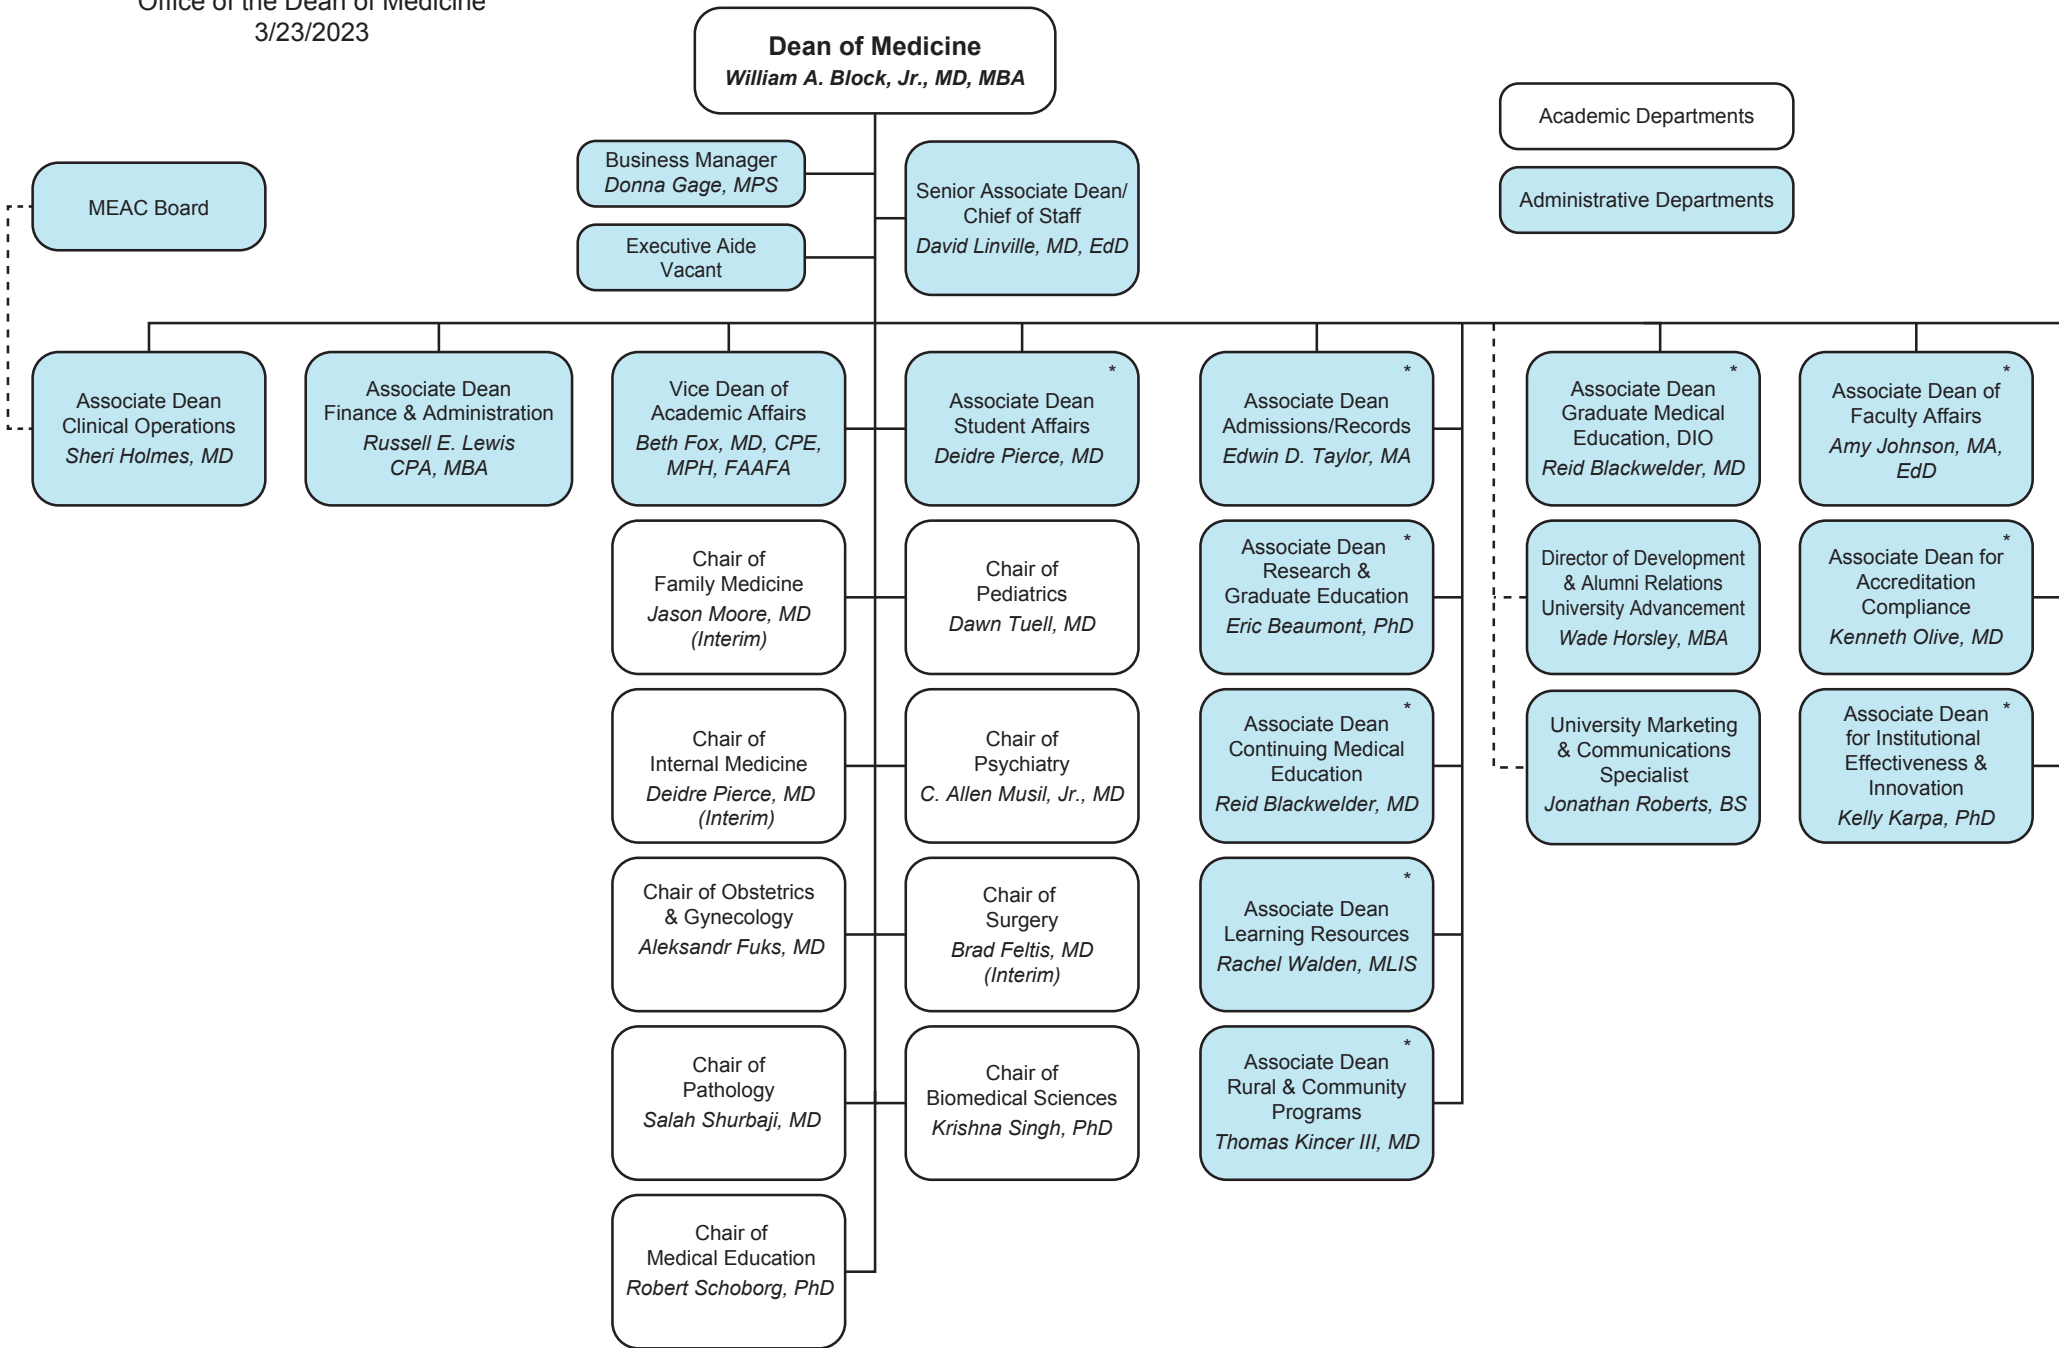 Office of the Dean of Medicine
3/23/2023
Dean of Medicine
William A. Block, Jr., MD, MBA
Academic Departments
Administrative Departments
Business Manager
Donna Gage, MPS
Executive Aide
Vacant
Senior Associate Dean/
Chief of Staff
David Linville, MD, EdD
MEAC Board
Associate Dean
Clinical Operations
Sheri Holmes, MD
Associate Dean
Finance & Administration
Russell E. Lewis
CPA, MBA
Vice Dean of
Academic Affairs
Beth Fox, MD, CPE,
MPH, FAAFA
*
Associate Dean
Student Affairs
Deidre Pierce, MD
*
Associate Dean
Admissions/Records
Edwin D. Taylor, MA
*
Associate Dean
Graduate Medical
Education, DIO
Reid Blackwelder, MD
*
Associate Dean of
Faculty Affairs
Amy Johnson, MA,
EdD
Chair of
Family Medicine
Jason Moore, MD
(Interim)
Chair of
Pediatrics
Dawn Tuell, MD
Associate Dean *
Research &
Graduate Education
Eric Beaumont, PhD
Director of Development
& Alumni Relations
University Advancement
Wade Horsley, MBA
*
Associate Dean for
Accreditation
Compliance
Kenneth Olive, MD
Chair of
Internal Medicine
Deidre Pierce, MD
(Interim)
Chair of
Psychiatry
C. Allen Musil, Jr., MD
*
Associate Dean
Continuing Medical
Education
Reid Blackwelder, MD
University Marketing
& Communications
Specialist
Jonathan Roberts, BS
Associate Dean *
for Institutional
Effectiveness &
Innovation
Kelly Karpa, PhD
Chair of Obstetrics
& Gynecology
Aleksandr Fuks, MD
Chair of
Surgery
Brad Feltis, MD
(Interim)
*
Associate Dean
Learning Resources
Rachel Walden, MLIS
Chair of
Pathology
Salah Shurbaji, MD
Chair of
Biomedical Sciences
Krishna Singh, PhD
*
Associate Dean
Rural & Community
Programs
Thomas Kincer III, MD
Chair of
Medical Education
Robert Schoborg, PhD